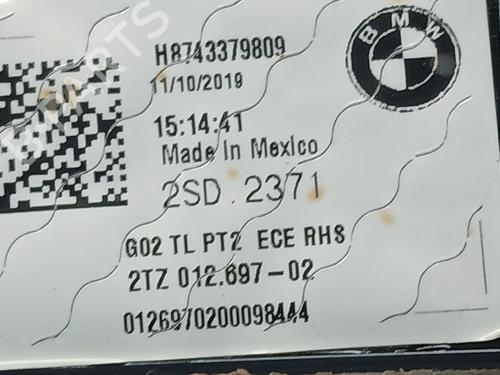 H8743379809
11/10/2019
15:14:41
Made In Mexico
2SD 2371
G02 TL PT2 ECE RHS
2TZ 012.697-02
0126970200098444
BMW